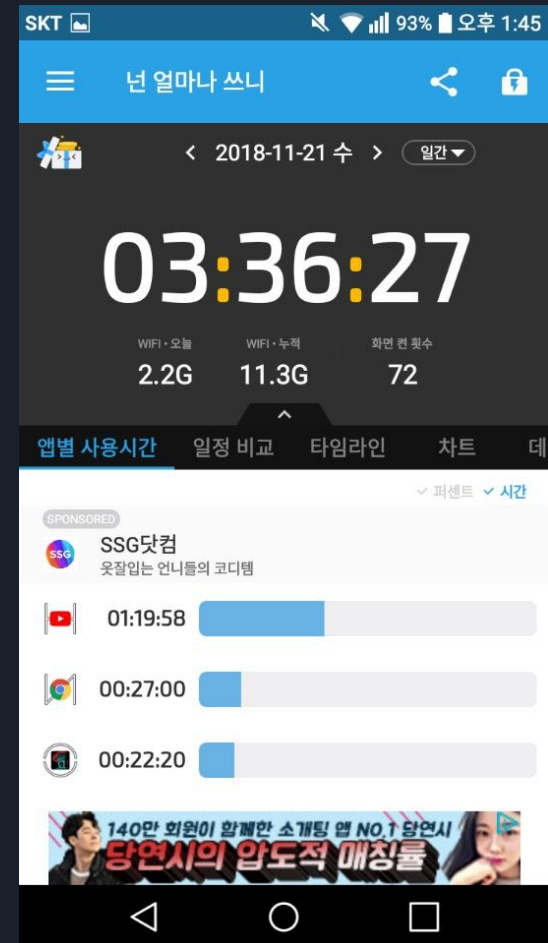 SKT 93% 오후 1:45
넌 얼마나 쓰니
< 2018-11-21 수 > 일간
03:36:27
WIFI · 오늘 WIFI · 누적 화면 켠 횟수
2.2G 11.3G 72
앱별 사용시간 일정 비교 타임라인 차트 데
퍼센트 시간
SPONSORED
SSG
SSG닷컴
옷잘입는 언니들의 코디템
01:19:58
00:27:00
00:22:20
140만 회원이 함께한 소개팅 앱 NO.1 당연시
당연시의 압도적 매칭률